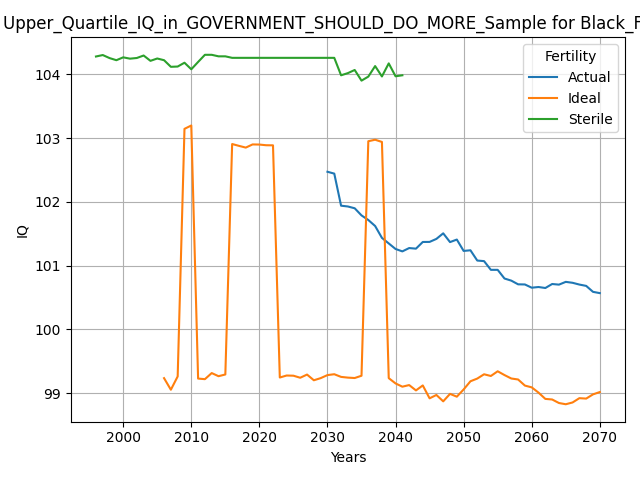 Upper_Quartile_IQ_in_GOVERNMENT_SHOULD_DO_MORE_Sample for Black_F
104
103
102
101
100
99
IQ
Fertility
Actual
Ideal
Sterile
2000 2010 2020 2030 2040 2050 2060 2070
Years